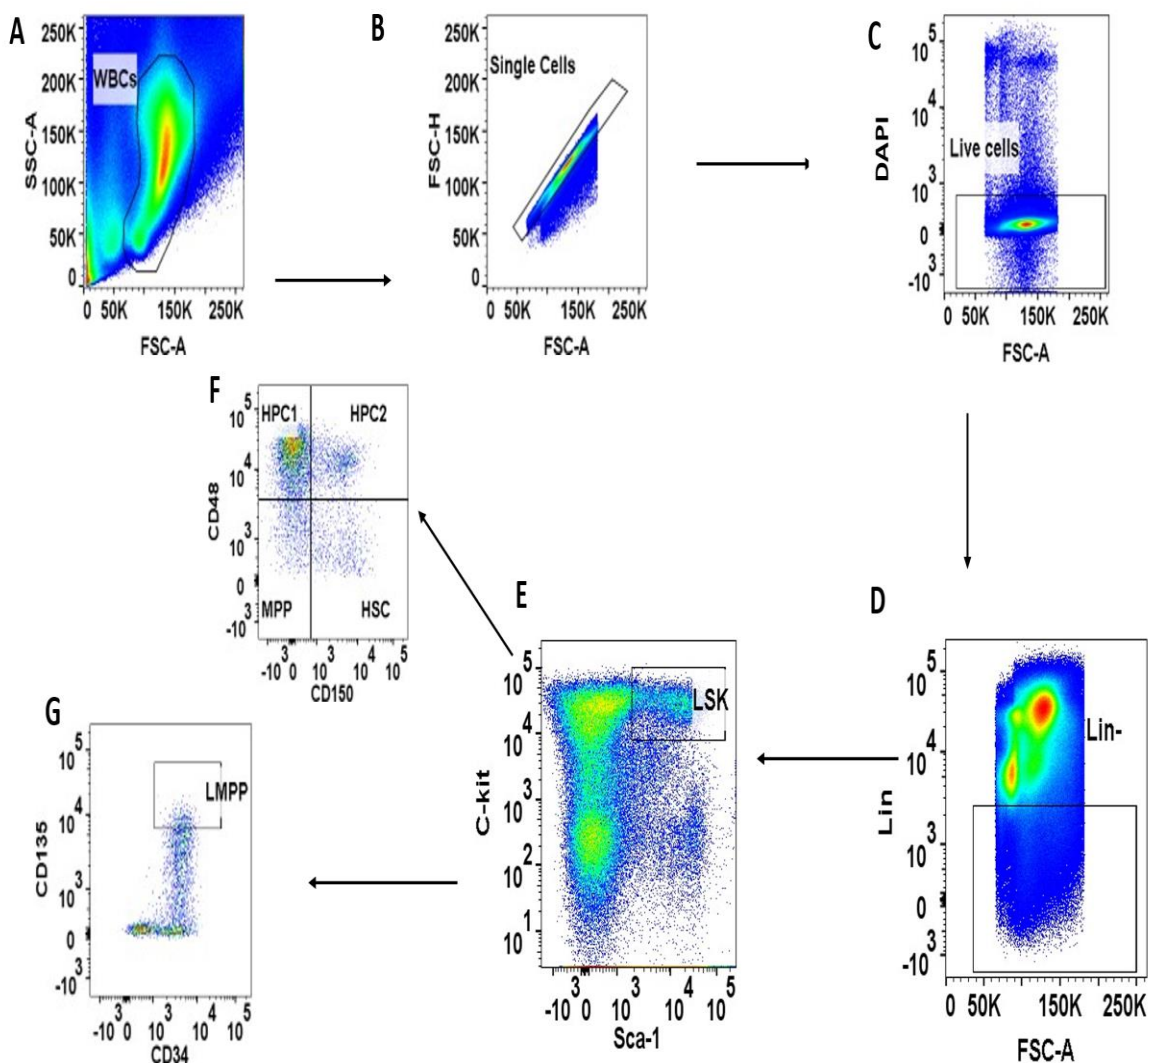 A
250K
200K
150K
100K
50K
0
SSC-A
WBCs
0 50K 150K 250K
FSC-A
B
250K
200K
150K
100K
50K
0
FSC-H
Single Cells
0 50K 150K 250K
FSC-A
C
10 5
10 4
10 3
0
-10 3
DAPI
Live cells
0 50K 150K 250K
FSC-A
F
10 5
10 4
10 3
0
-10 3
CD48
HPC1 HPC2
MPP HSC
-10 3 10 3 10 4 10 5
CD150
E
10 5
10 4
10 3
10 2
10 1
C-kit
LSK
-10 3 10 3 10 4 10 5
Sca-1
D
10 5
10 4
10 3
0
-10 3
Lin
Lin-
50K 150K 250K
FSC-A
G
10 5
10 4
10 3
0
-10 3
CD135
LMPP
-10 3 10 3 10 4 10 5
CD34